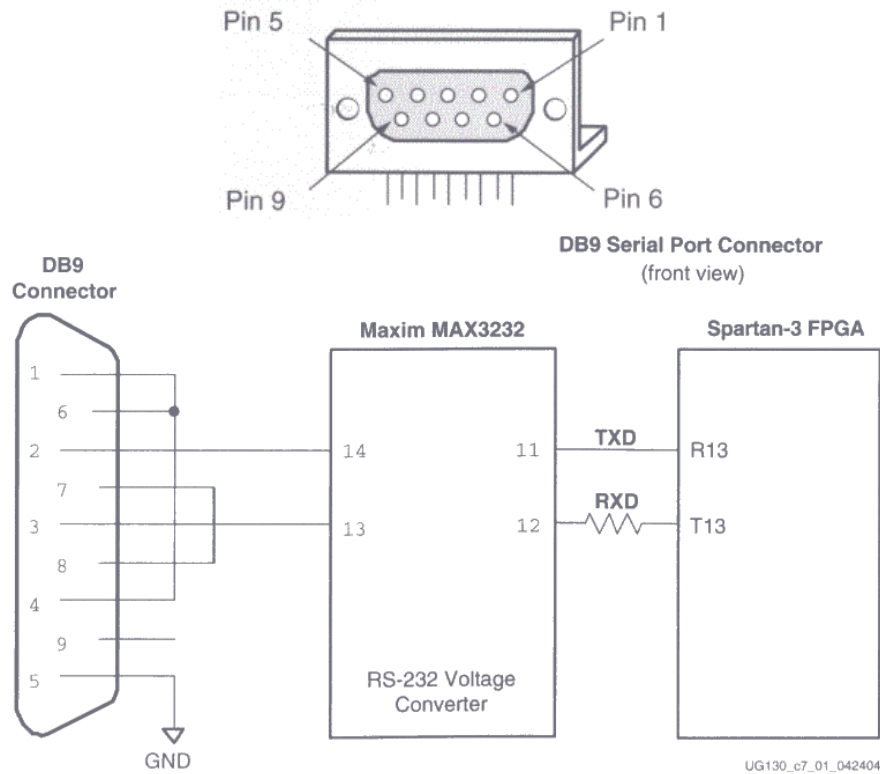 Pin 5
Pin 1
Pin 9
Pin 6
DB9 Serial Port Connector
(front view)
DB9
Connector
Maxim MAX3232
Spartan-3 FPGA
1
6
2
7
3
8
4
9
5
GND
14
13
11
12
RS-232 Voltage
Converter
TXD
RXD
R13
T13
UG130_c7_01_042404